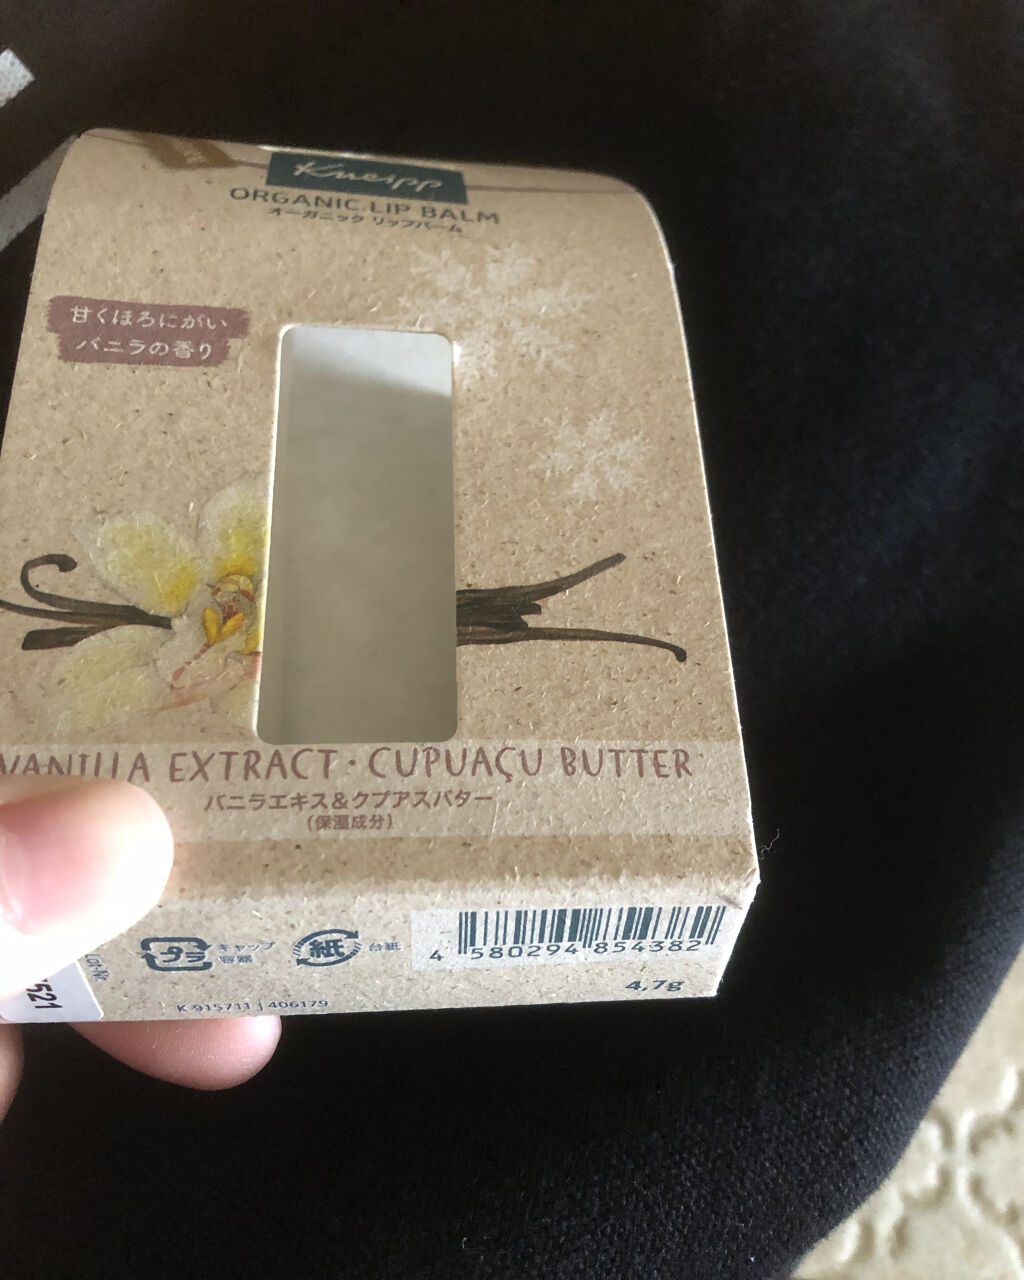 Kneipp
ORGANIC LIP BALM
オーガニック リップバーム
甘くほろにがい
バニラの香り
VANILLA EXTRACT・CUPUAÇU BUTTER
バニラエキス&クプアスバター
(保湿成分)
プラ
キャップ
容器
紙
台紙
4 580294 854382
4,7g
Lot-Nr.
521
K-915711 | 406179